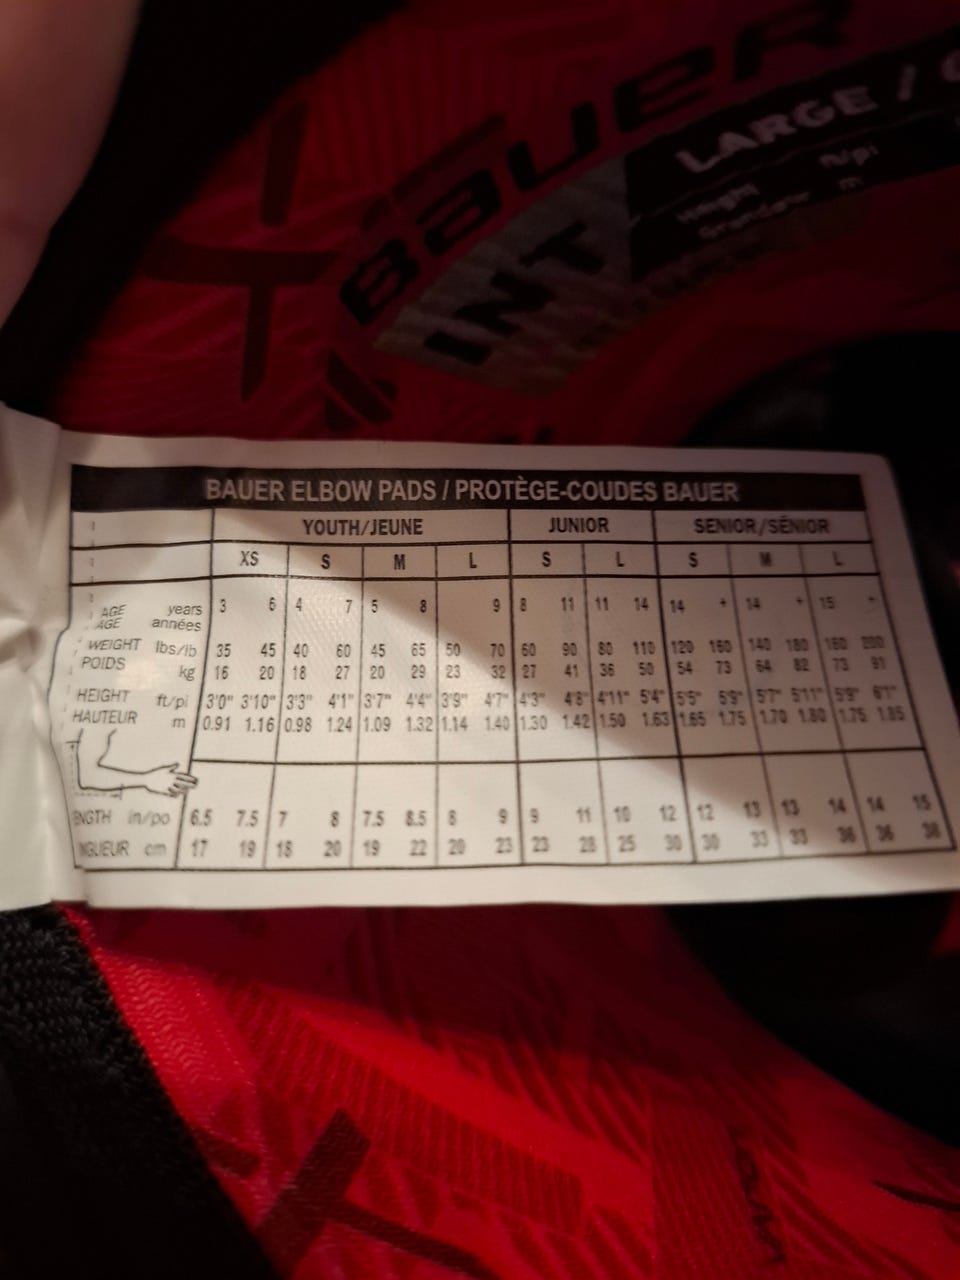 BAUER
LARGE /
INT
ft/pi
Height m
BAUER ELBOW PADS / PROTÈGE-COUDES BAUER
YOUTH/JEUNE JUNIOR SENIOR/SÉNIOR
XS S M L S L S M L
AGE years 3 6 4 7 5 8 9 8 11 11 14 14 + 14 + 15 +
AGE années
WEIGHT lbs/lb 35 45 40 60 45 65 50 70 60 90 80 110 120 160 140 180 160 200
POIDS kg 16 20 18 27 20 29 23 32 27 41 36 50 54 73 64 82 73 91
HEIGHT ft/pi 3'0" 3'10" 3'3" 4'1" 3'7" 4'4" 3'9" 4'7" 4'3" 4'8" 4'11" 5'4" 5'5" 5'9" 5'7" 5'11" 5'9" 6'1"
HAUTEUR m 0.91 1.16 0.98 1.24 1.09 1.32 1.14 1.40 1.30 1.42 1.50 1.63 1.65 1.75 1.70 1.80 1.75 1.85
ENGTH in/po 6.5 7.5 7 8 7.5 8.5 8 9 9 11 10 12 12 13 13 14 14 15
NGUEUR cm 17 19 18 20 19 22 20 23 23 28 25 30 30 33 33 36 36 38